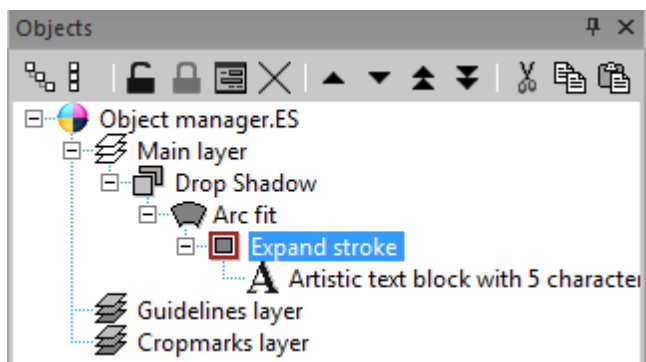 Objects
Object manager.ES
Main layer
Drop Shadow
Arc fit
Expand stroke
Artistic text block with 5 character
Guidelines layer
Cropmarks layer